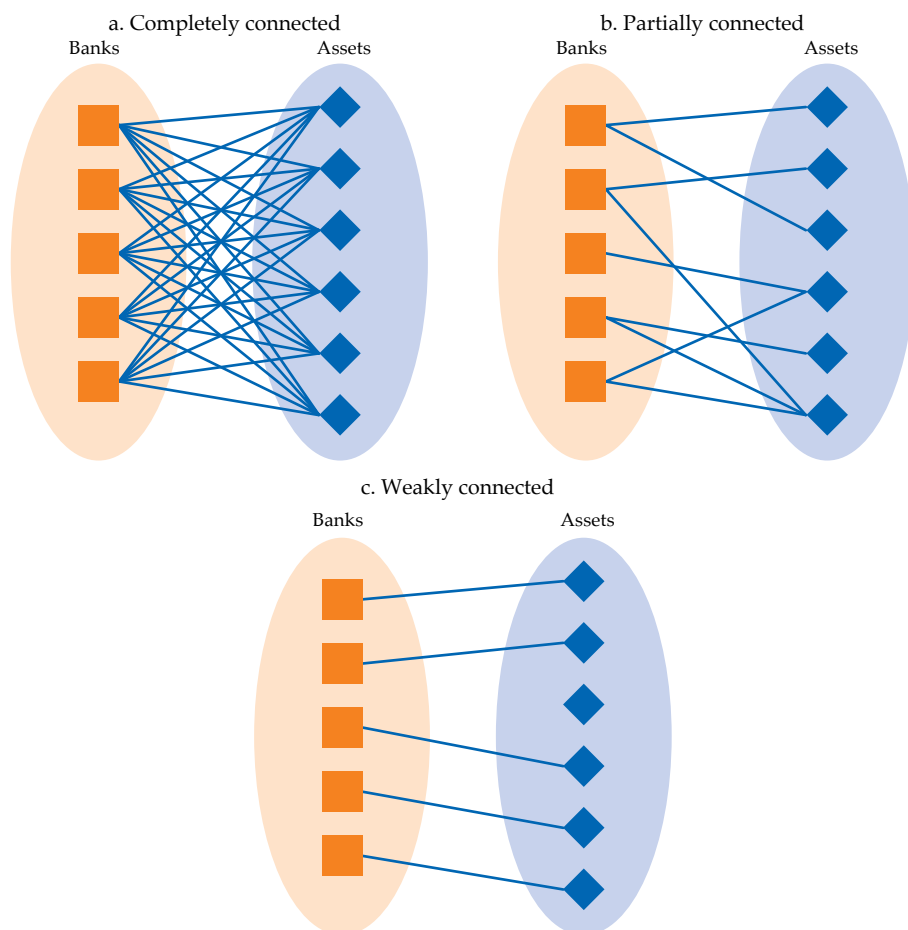 a. Completely connected
Banks
Assets
b. Partially connected
Banks
Assets
c. Weakly connected
Banks
Assets